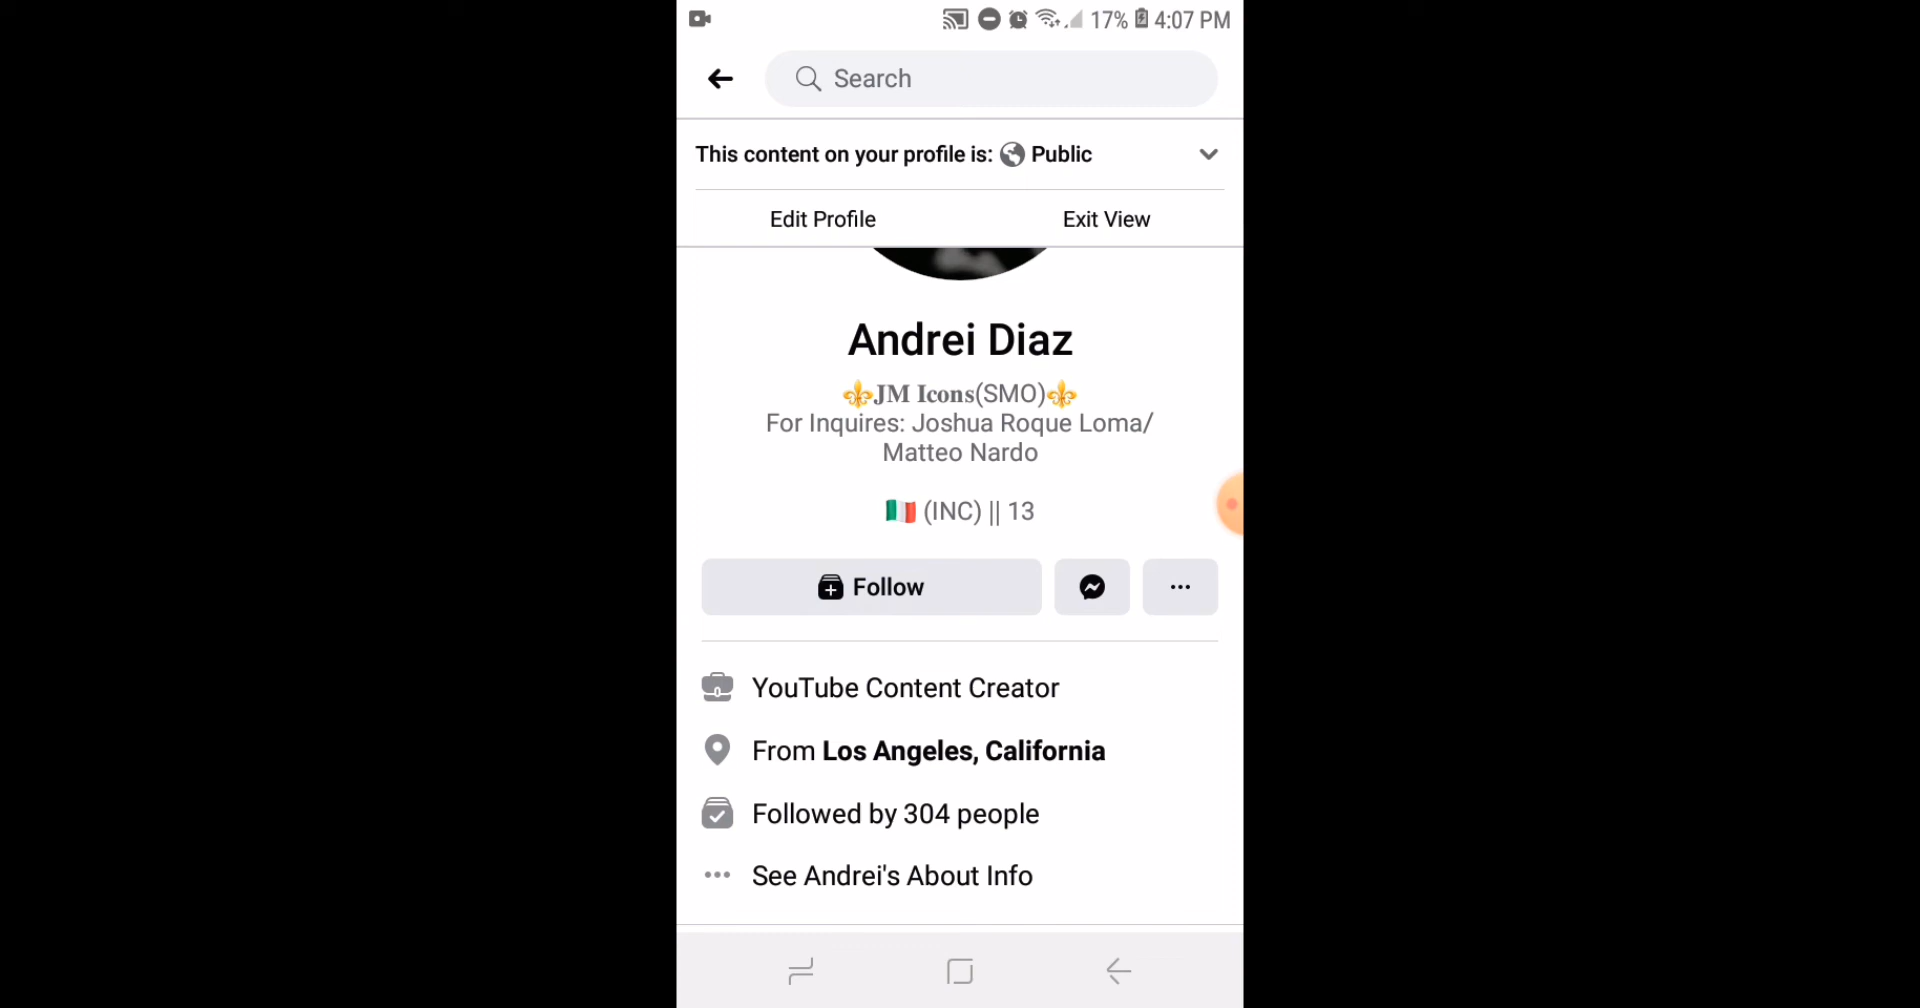 17% 4:07 PM
Search
This content on your profile is: Public
Edit Profile Exit View
Andrei Diaz
⚜️𝐉𝐌 𝐈𝐜𝐨𝐧𝐬(SMO)⚜️
For Inquires: Joshua Roque Loma/
Matteo Nardo
🇮🇹 (INC) || 13
Follow
YouTube Content Creator
From Los Angeles, California
Followed by 304 people
See Andrei's About Info